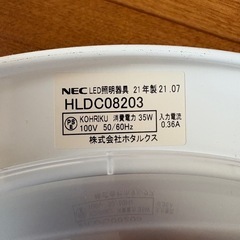 NEC LED照明器具 21年製 21.07
HLDC08203
PSE KOHRIKU 消費電力 35W 入力電流
100V 50/60Hz 0.36A
株式会社ホタルクス